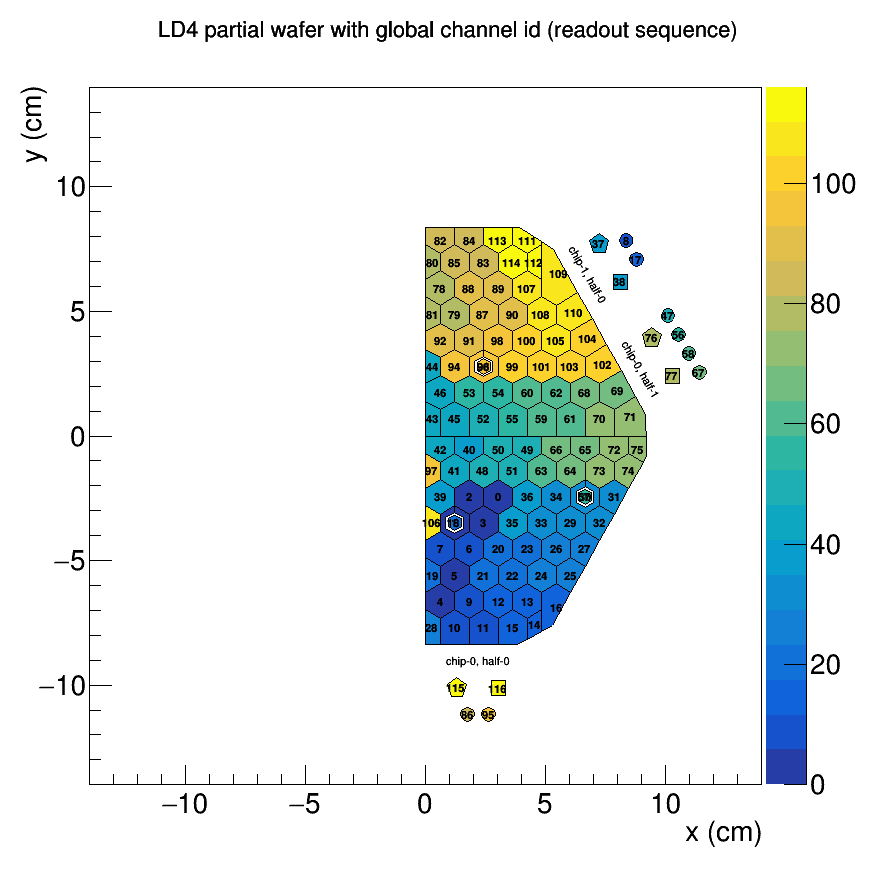 LD4 partial wafer with global channel id (readout sequence)
y (cm)
10
5
0
−5
−10
−10 −5 0 5 10
x (cm)
100
80
60
40
20
0
82 84 113 111
80 85 83 114 112 109
78 88 89 107
81 79 87 90 108 110
92 91 98 100 105 104
44 94 99 101 103 102
46 53 54 60 62 68 69
43 45 52 55 59 61 70 71
42 40 50 49 66 65 72 75
97 41 48 51 63 64 73 74
39 2 0 36 34 31
106 18 3 35 33 29 32
7 6 20 23 26 27
19 5 21 22 24 25
4 9 12 13 16
28 10 11 15 14
chip-1, half-0
37 8
17
38
chip-0, half-1
47
76 56
58
77 67
chip-0, half-0
115 116
86 95